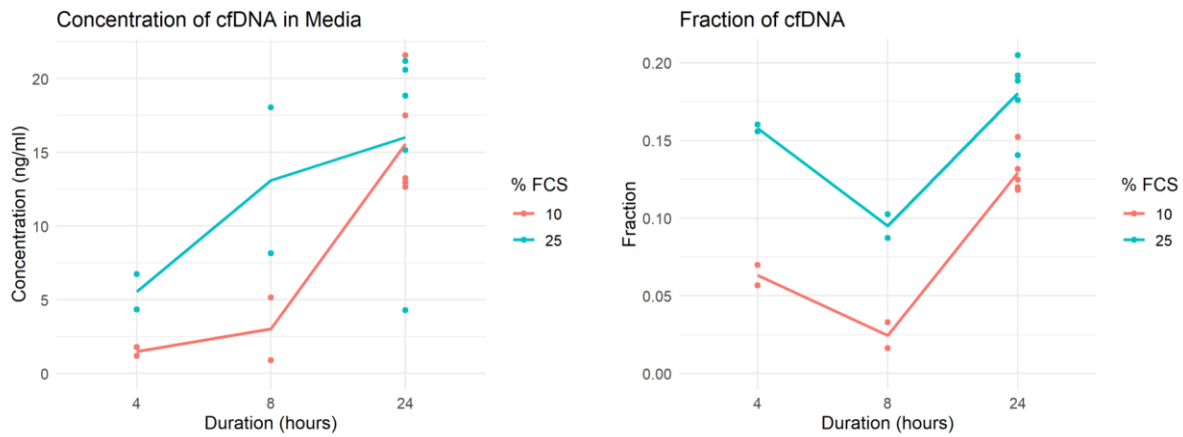 Concentration of cfDNA in Media
Concentration (ng/ml)
20
15
10
5
0
4
8
24
Duration (hours)
% FCS
10
25
Fraction of cfDNA
Fraction
0.20
0.15
0.10
0.05
0.00
4
8
24
Duration (hours)
% FCS
10
25